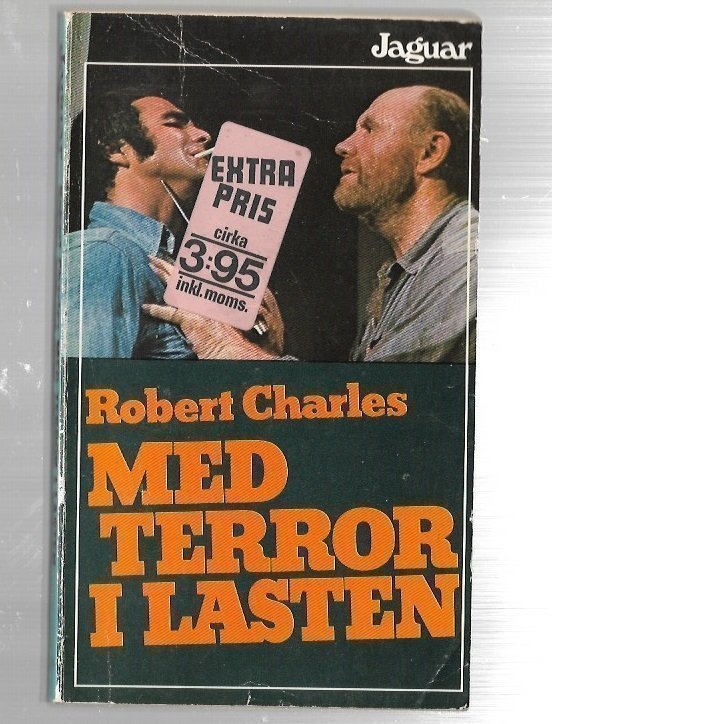 Jaguar
EXTRA
PRIS
cirka
3:95
inkl. moms.
Robert Charles
MED
TERROR
I LASTEN